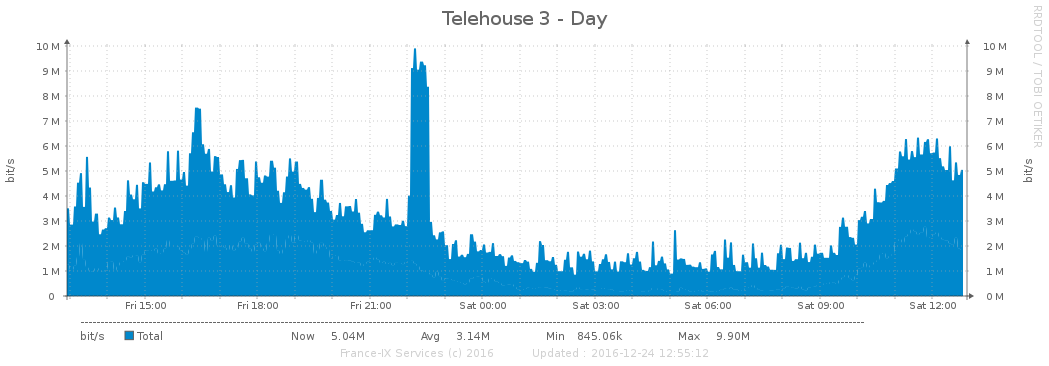 Telehouse 3 - Day
RRDTOOL / TOBI OETIKER
10 M 10 M
9 M 9 M
8 M 8 M
7 M 7 M
6 M 6 M
5 M 5 M
4 M 4 M
3 M 3 M
2 M 2 M
1 M 1 M
0 0 M
bit/s bit/s
Fri 15:00 Fri 18:00 Fri 21:00 Sat 00:00 Sat 03:00 Sat 06:00 Sat 09:00 Sat 12:00
bit/s Total Now 5.04M Avg 3.14M Min 845.06k Max 9.90M
France-IX Services (c) 2016 Updated : 2016-12-24 12:55:12